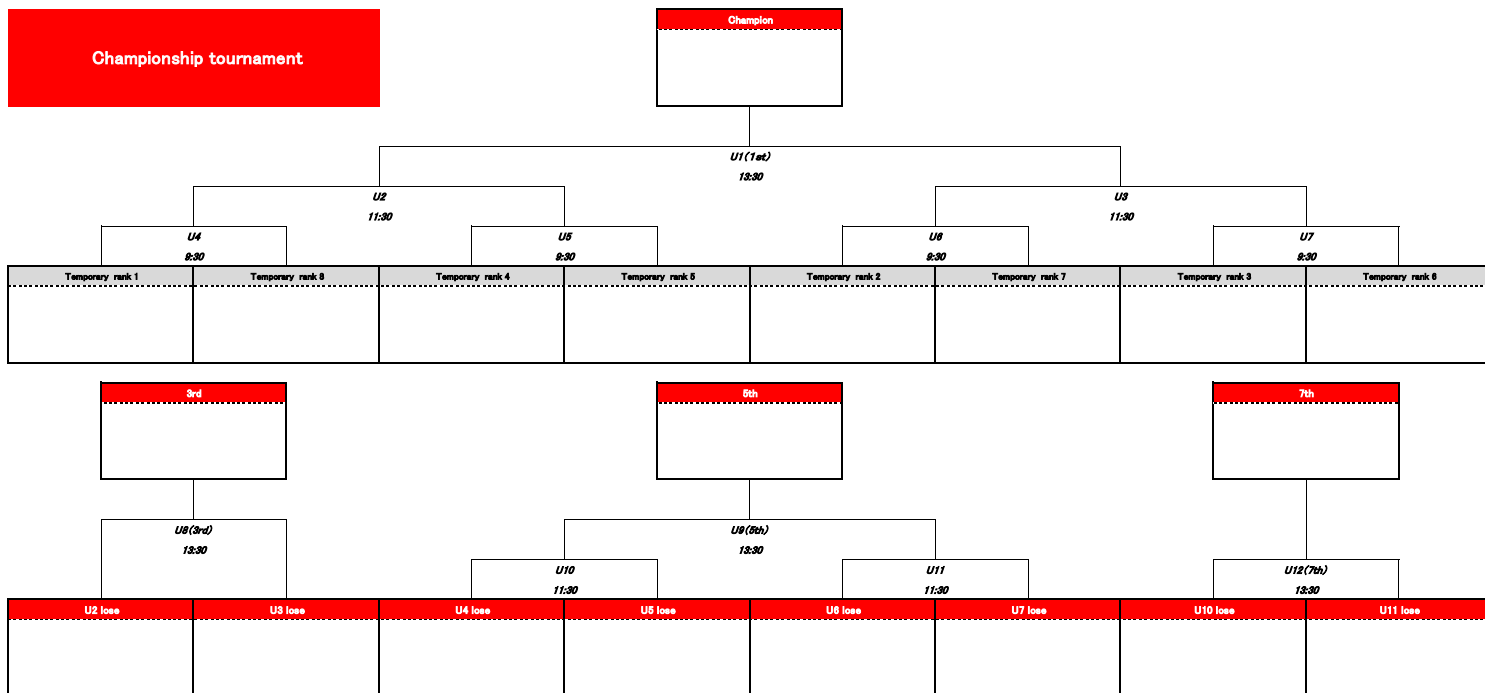 Champion
Championship tournament
U1(1st)
13:30
U2
U3
11:30
11:30
U4
U5
U6
U7
9:30
9:30
9:30
9:30
Temporary rank 1
Temporary rank 8
Temporary rank 4
Temporary rank 5
Temporary rank 2
Temporary rank 7
Temporary rank 3
Temporary rank 6
3rd
5th
7th
U8(3rd)
U9(5th)
13:30
13:30
U10
U11
U12(7th)
11:30
11:30
13:30
U2 lose
U3 lose
U4 lose
U5 lose
U6 lose
U7 lose
U10 lose
U11 lose